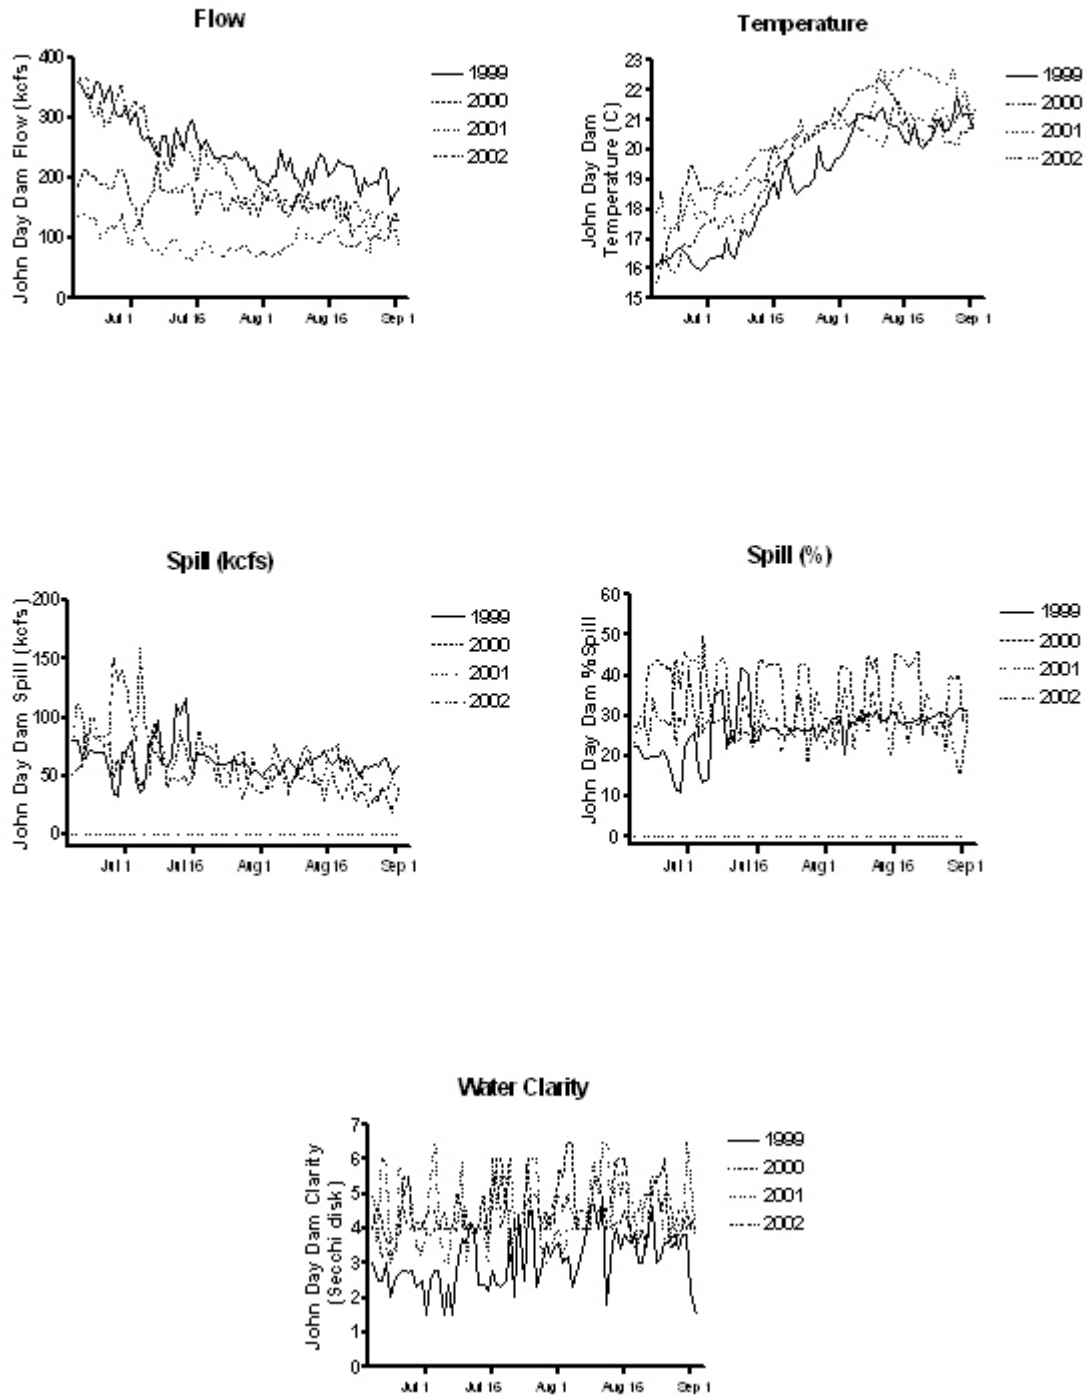 Flow
John Day Dam Flow (kcfs)
400
300
200
100
0
Jul 1
Jul 16
Aug 1
Aug 16
Sep 1
1999
2000
2001
2002
Temperature
John Day Dam
Temperature (C)
23
22
21
20
19
18
17
16
15
Jul 1
Jul 16
Aug 1
Aug 16
Sep 1
1999
2000
2001
2002
Spill (kcfs)
John Day Dam Spill (kcfs)
200
150
100
50
0
Jul 1
Jul 16
Aug 1
Aug 16
Sep 1
1999
2000
2001
2002
Spill (%)
John Day Dam %Spill
60
50
40
30
20
10
0
Jul 1
Jul 16
Aug 1
Aug 16
Sep 1
1999
2000
2001
2002
Water Clarity
John Day Dam Clarity
(Secchi disk)
7
6
5
4
3
2
1
0
Jul 1
Jul 16
Aug 1
Aug 16
Sep 1
1999
2000
2001
2002